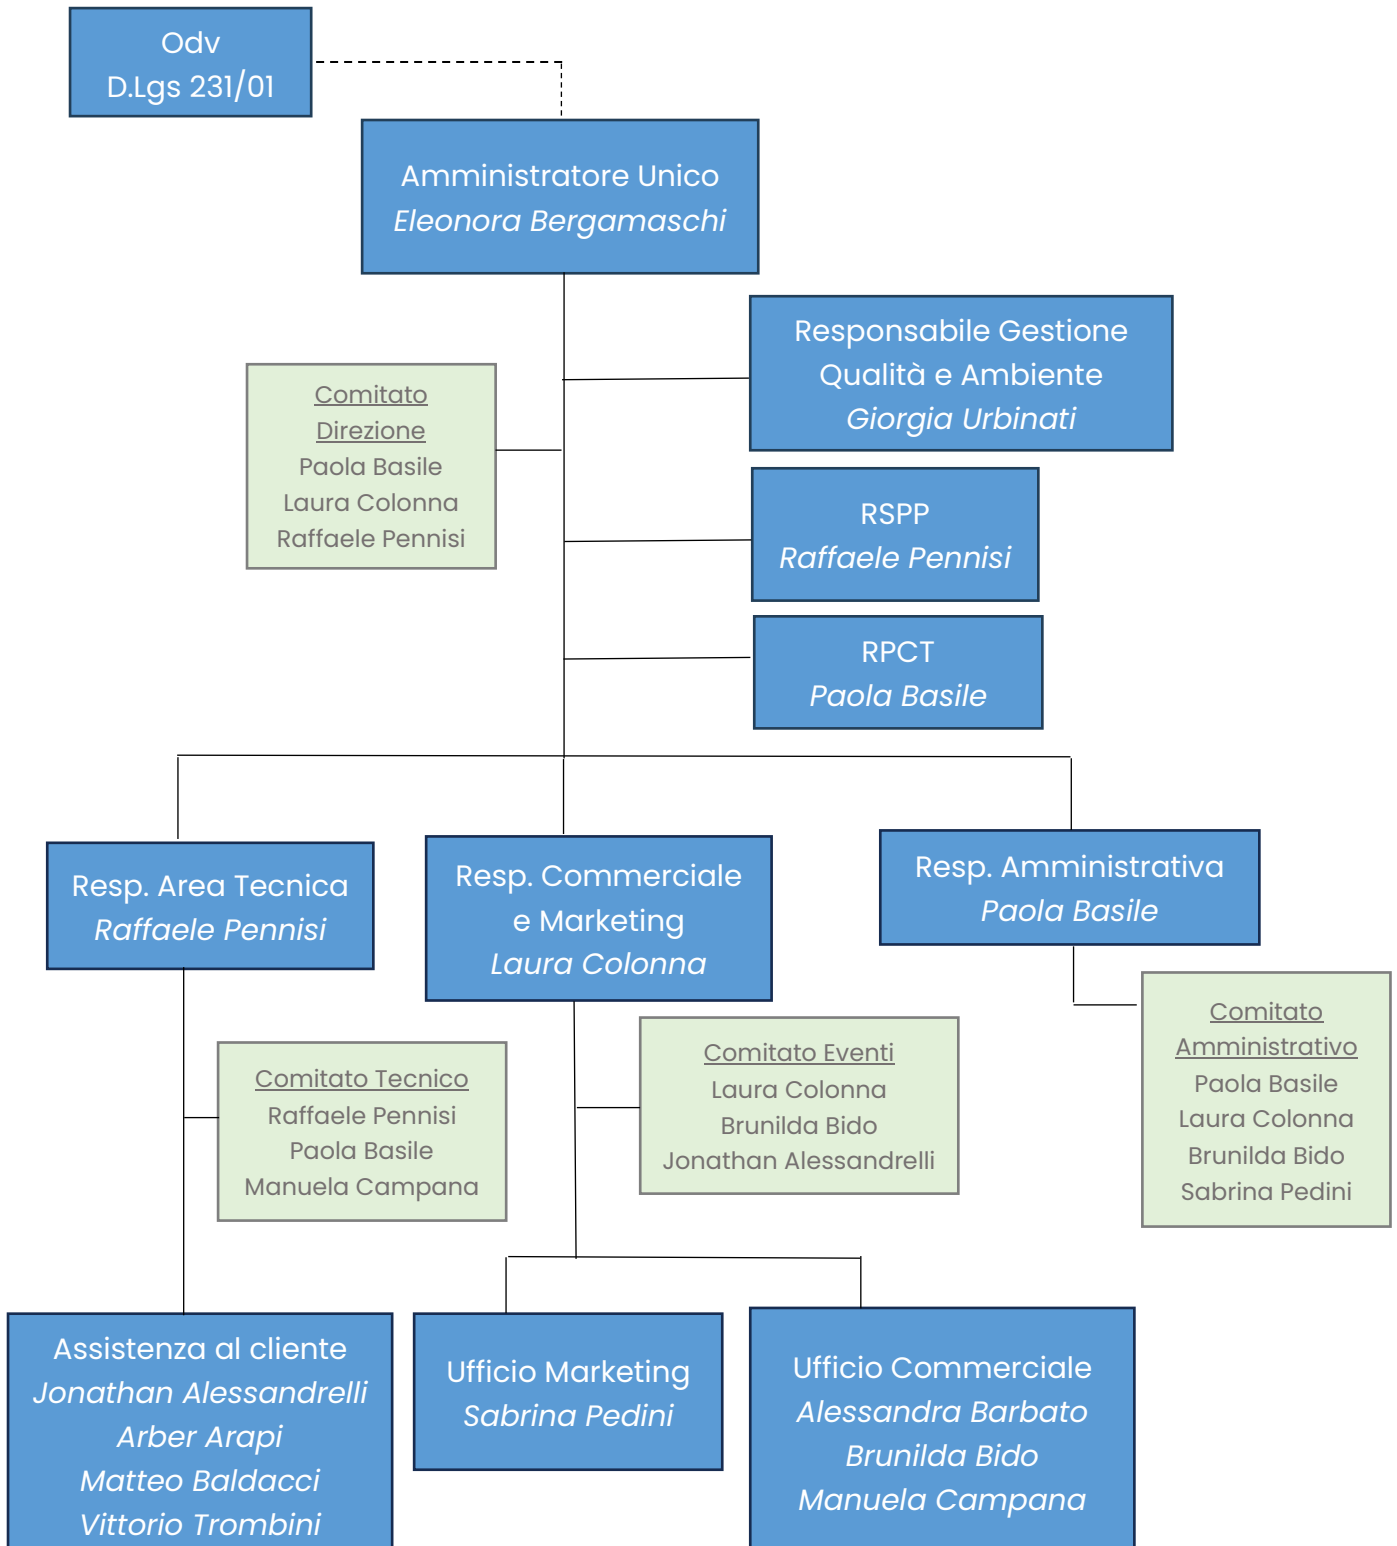 Odv
D.Lgs 231/01
Amministratore Unico
Eleonora Bergamaschi
Responsabile Gestione
Qualità e Ambiente
Giorgia Urbinati
Comitato
Direzione
Paola Basile
Laura Colonna
Raffaele Pennisi
RSPP
Raffaele Pennisi
RPCT
Paola Basile
Resp. Area Tecnica
Raffaele Pennisi
Resp. Commerciale
e Marketing
Laura Colonna
Resp. Amministrativa
Paola Basile
Comitato Tecnico
Raffaele Pennisi
Paola Basile
Manuela Campana
Comitato Eventi
Laura Colonna
Brunilda Bido
Jonathan Alessandrelli
Comitato
Amministrativo
Paola Basile
Laura Colonna
Brunilda Bido
Sabrina Pedini
Assistenza al cliente
Jonathan Alessandrelli
Arber Arapi
Matteo Baldacci
Vittorio Trombini
Ufficio Marketing
Sabrina Pedini
Ufficio Commerciale
Alessandra Barbato
Brunilda Bido
Manuela Campana